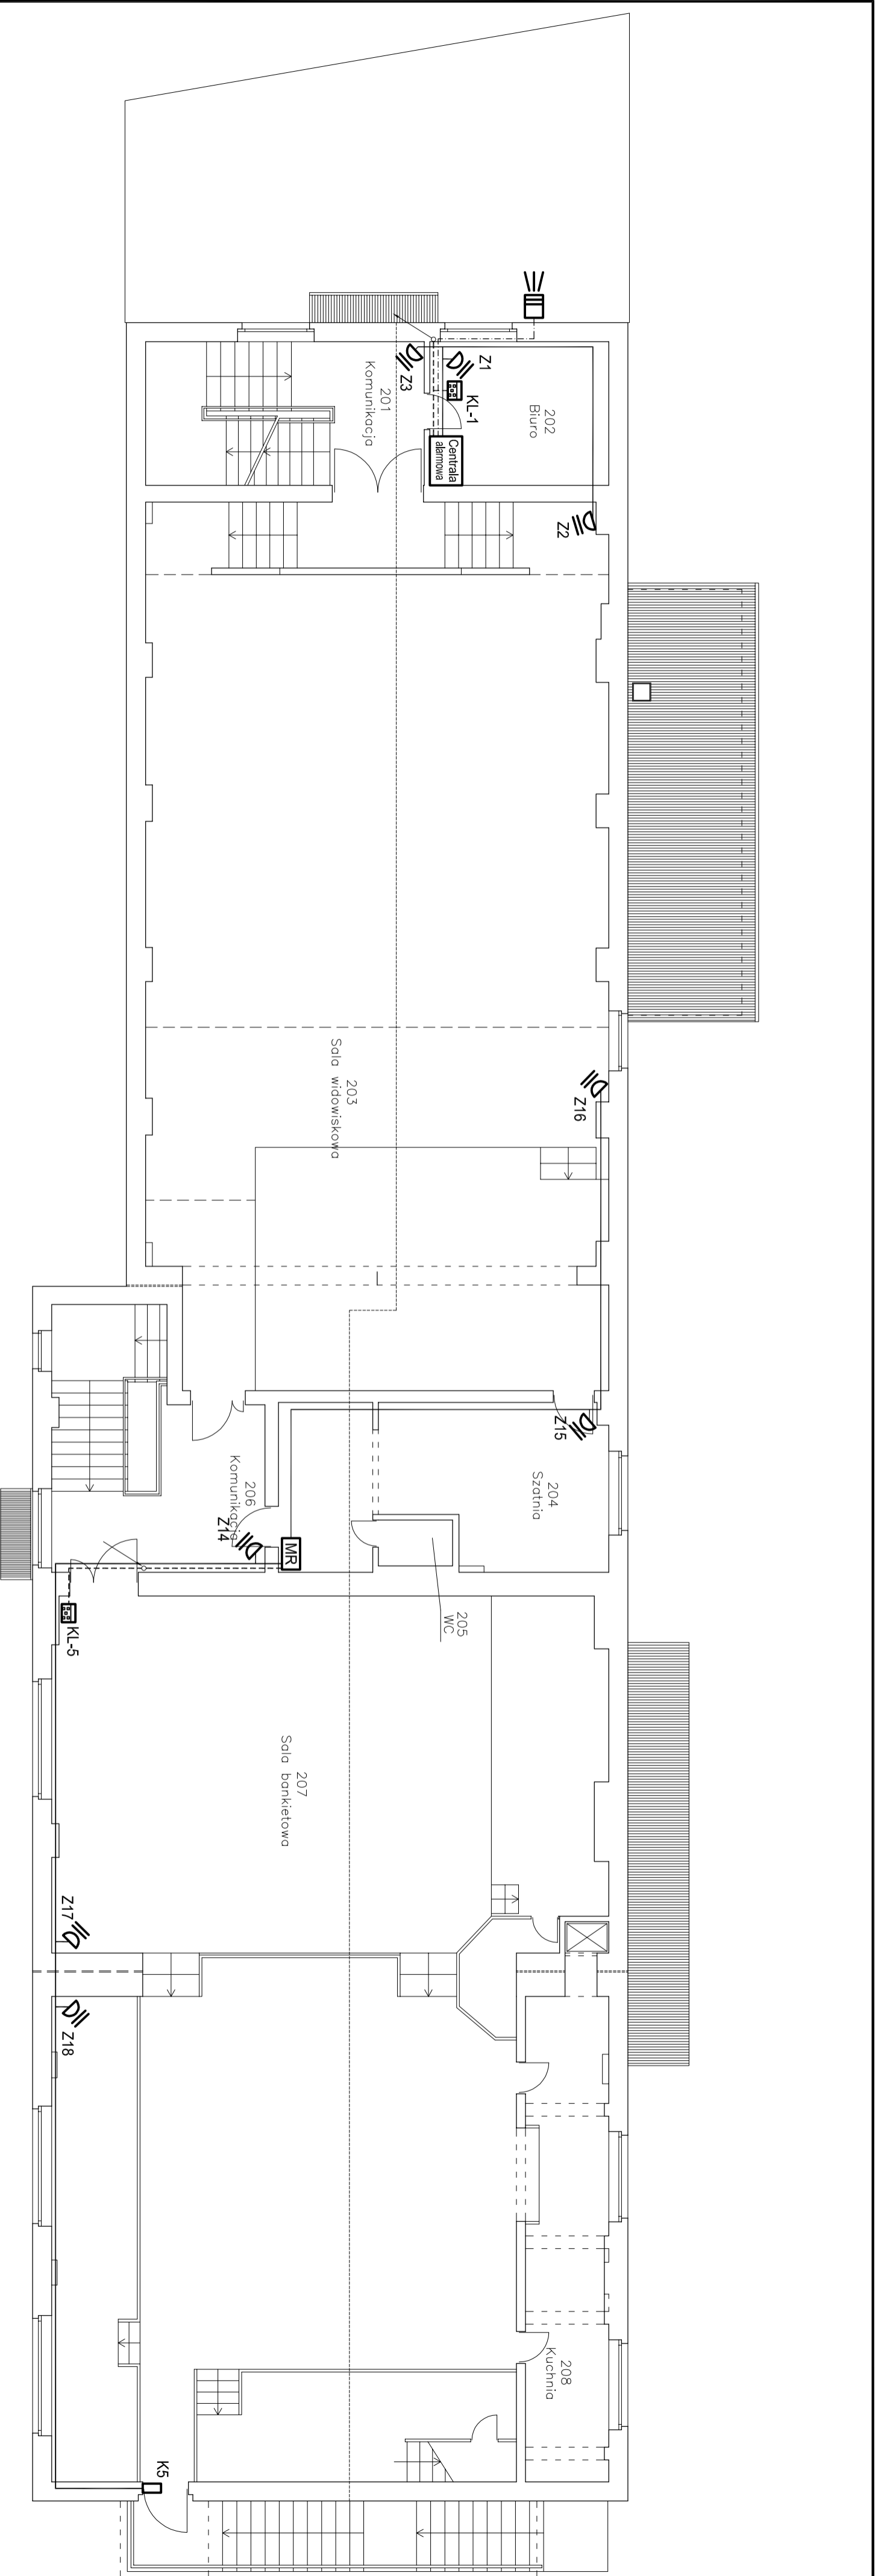 Z1
KL-1
202
Biuro
Z3
201
Komunikacja
Centrala
alarmowa
Z2
203
Sala widowiskowa
Z16
Z15
204
Szatnia
206
Komunikacja
Z14
MR
205
WC
KL-5
207
Sala bankietowa
Z17
Z18
208
Kuchnia
K5